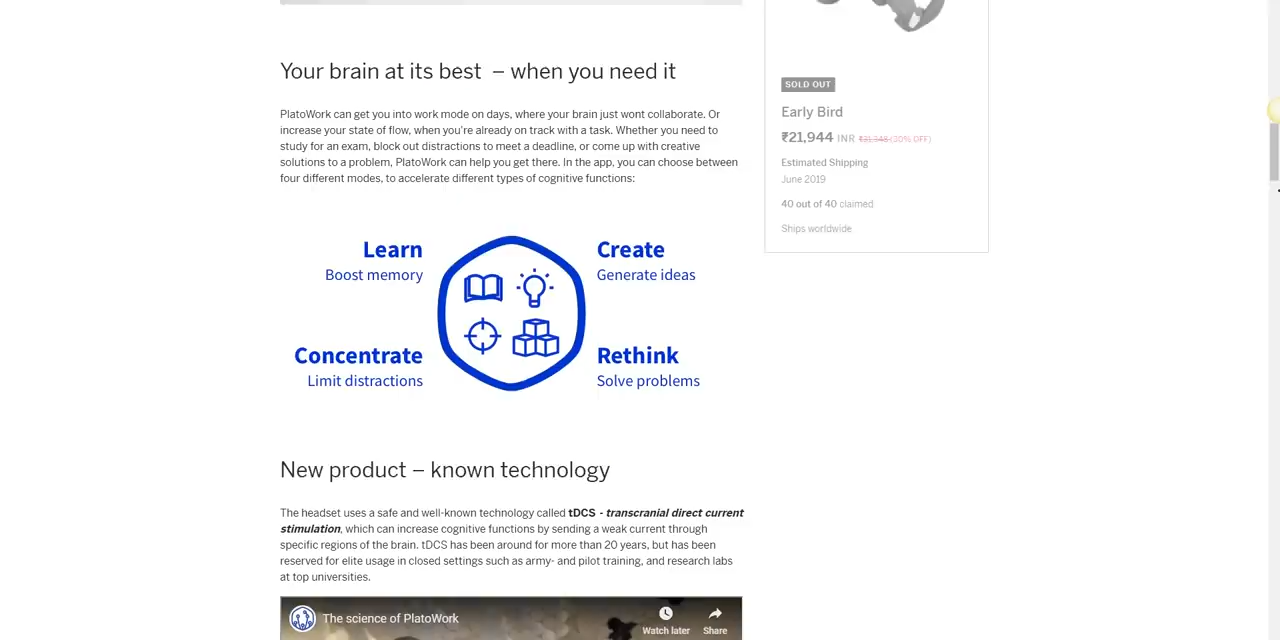 Your brain at its best – when you need it
PlatoWork can get you into work mode on days, where your brain just wont collaborate. Or
increase your state of flow, when you're already on track with a task. Whether you need to
study for an exam, block out distractions to meet a deadline, or come up with creative
solutions to a problem, PlatoWork can help you get there. In the app, you can choose between
four different modes, to accelerate different types of cognitive functions:
Learn
Boost memory
Create
Generate ideas
Concentrate
Limit distractions
Rethink
Solve problems
New product – known technology
The headset uses a safe and well-known technology called tDCS - transcranial direct current
stimulation, which can increase cognitive functions by sending a weak current through
specific regions of the brain. tDCS has been around for more than 20 years, but has been
reserved for elite usage in closed settings such as army- and pilot training, and research labs
at top universities.
The science of PlatoWork
Watch later
Share
SOLD OUT
Early Bird
₹21,944 INR ₹31,348 (30% OFF)
Estimated Shipping
June 2019
40 out of 40 claimed
Ships worldwide